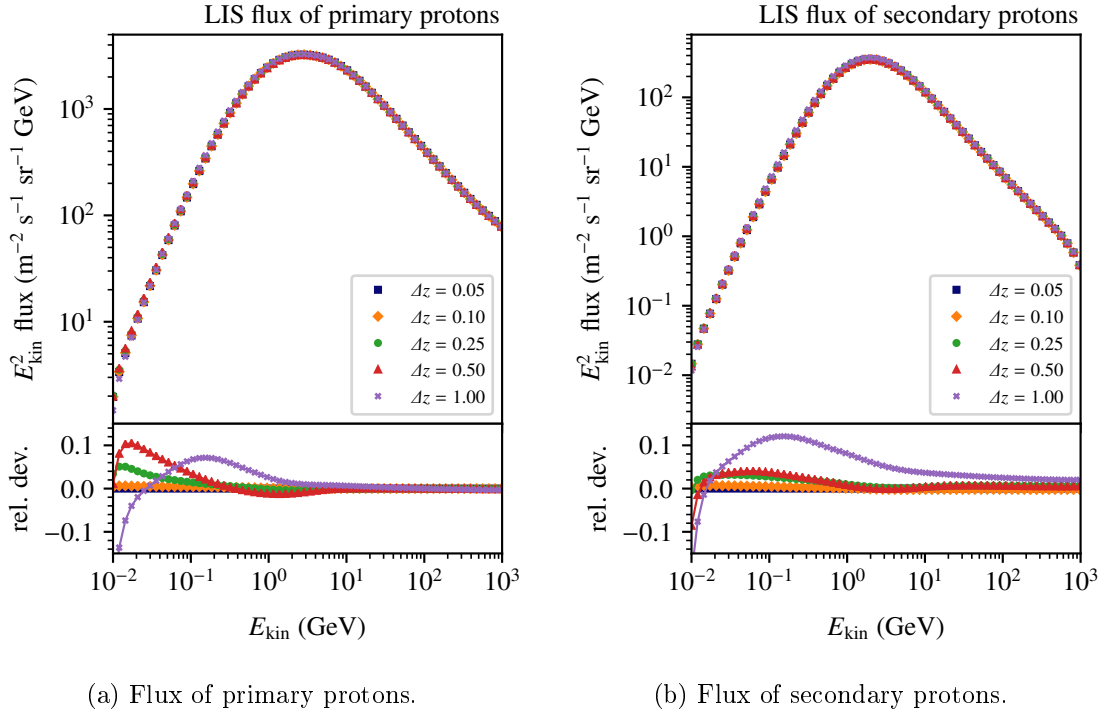 LIS flux of primary protons
E²kin flux (m⁻² s⁻¹ sr⁻¹ GeV)
10³
10²
10¹
Δz = 0.05
Δz = 0.10
Δz = 0.25
Δz = 0.50
Δz = 1.00
rel. dev.
0.1
0.0
−0.1
10⁻² 10⁻¹ 10⁰ 10¹ 10² 10³
Ekin (GeV)
(a) Flux of primary protons.
LIS flux of secondary protons
E²kin flux (m⁻² s⁻¹ sr⁻¹ GeV)
10²
10¹
10⁰
10⁻¹
10⁻²
Δz = 0.05
Δz = 0.10
Δz = 0.25
Δz = 0.50
Δz = 1.00
rel. dev.
0.1
0.0
−0.1
10⁻² 10⁻¹ 10⁰ 10¹ 10² 10³
Ekin (GeV)
(b) Flux of secondary protons.